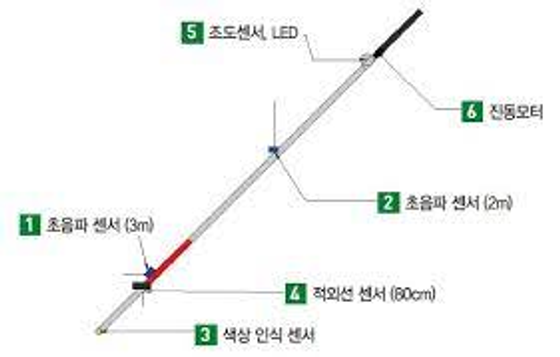 5 조도센서, LED
6 진동모터
2 초음파 센서 (2m)
1 초음파 센서 (3m)
4 적외선 센서 (80cm)
3 색상 인식 센서